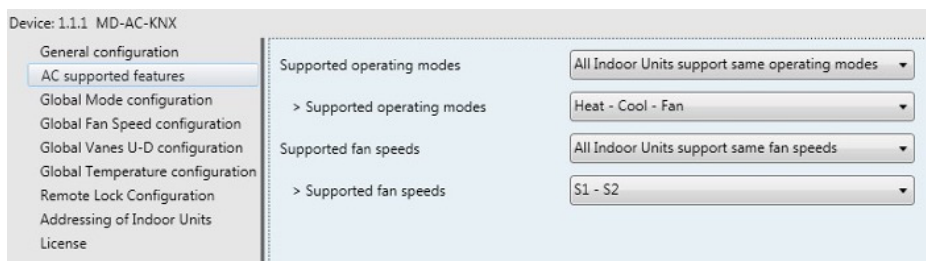 Device: 1.1.1 MD-AC-KNX
General configuration
AC supported features
Global Mode configuration
Global Fan Speed configuration
Global Vanes U-D configuration
Global Temperature configuration
Remote Lock Configuration
Addressing of Indoor Units
License
Supported operating modes All Indoor Units support same operating modes
> Supported operating modes Heat - Cool - Fan
Supported fan speeds All Indoor Units support same fan speeds
> Supported fan speeds S1 - S2